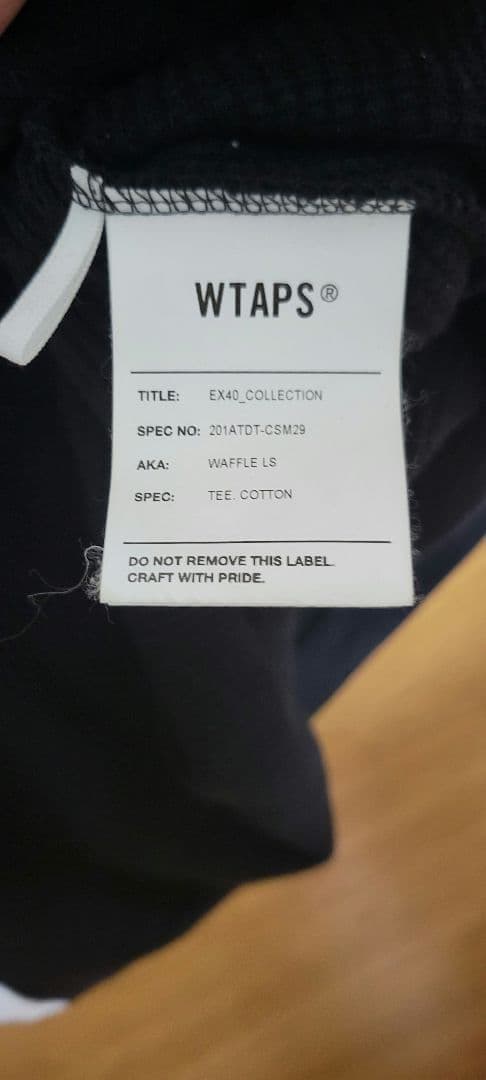 WTAPS®
TITLE: EX40_COLLECTION
SPEC NO: 201ATDT-CSM29
AKA: WAFFLE LS
SPEC: TEE. COTTON
DO NOT REMOVE THIS LABEL.
CRAFT WITH PRIDE.